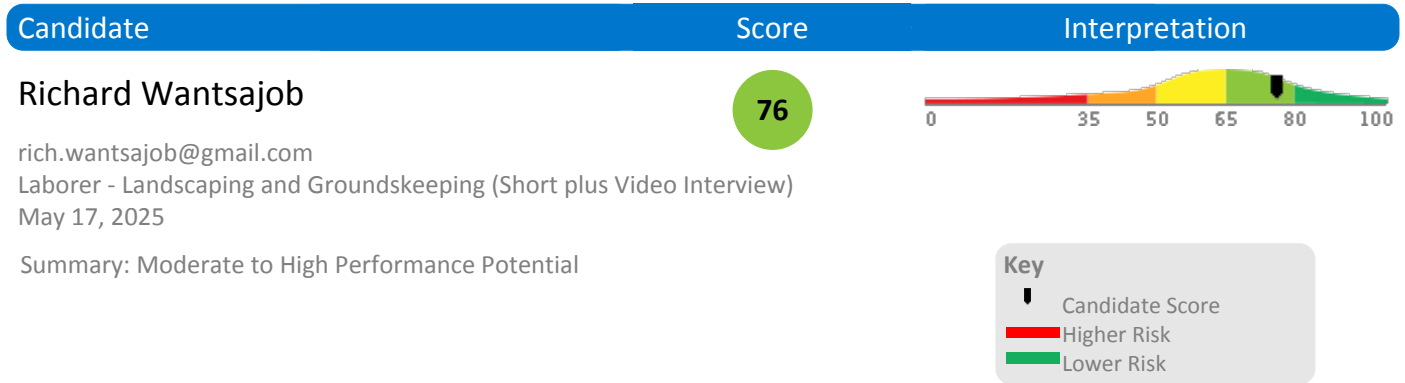 Candidate Score Interpretation
Richard Wantsajob
76
0 35 50 65 80 100
rich.wantsajob@gmail.com
Laborer - Landscaping and Groundskeeping (Short plus Video Interview)
May 17, 2025
Summary: Moderate to High Performance Potential
Key
Candidate Score
Higher Risk
Lower Risk